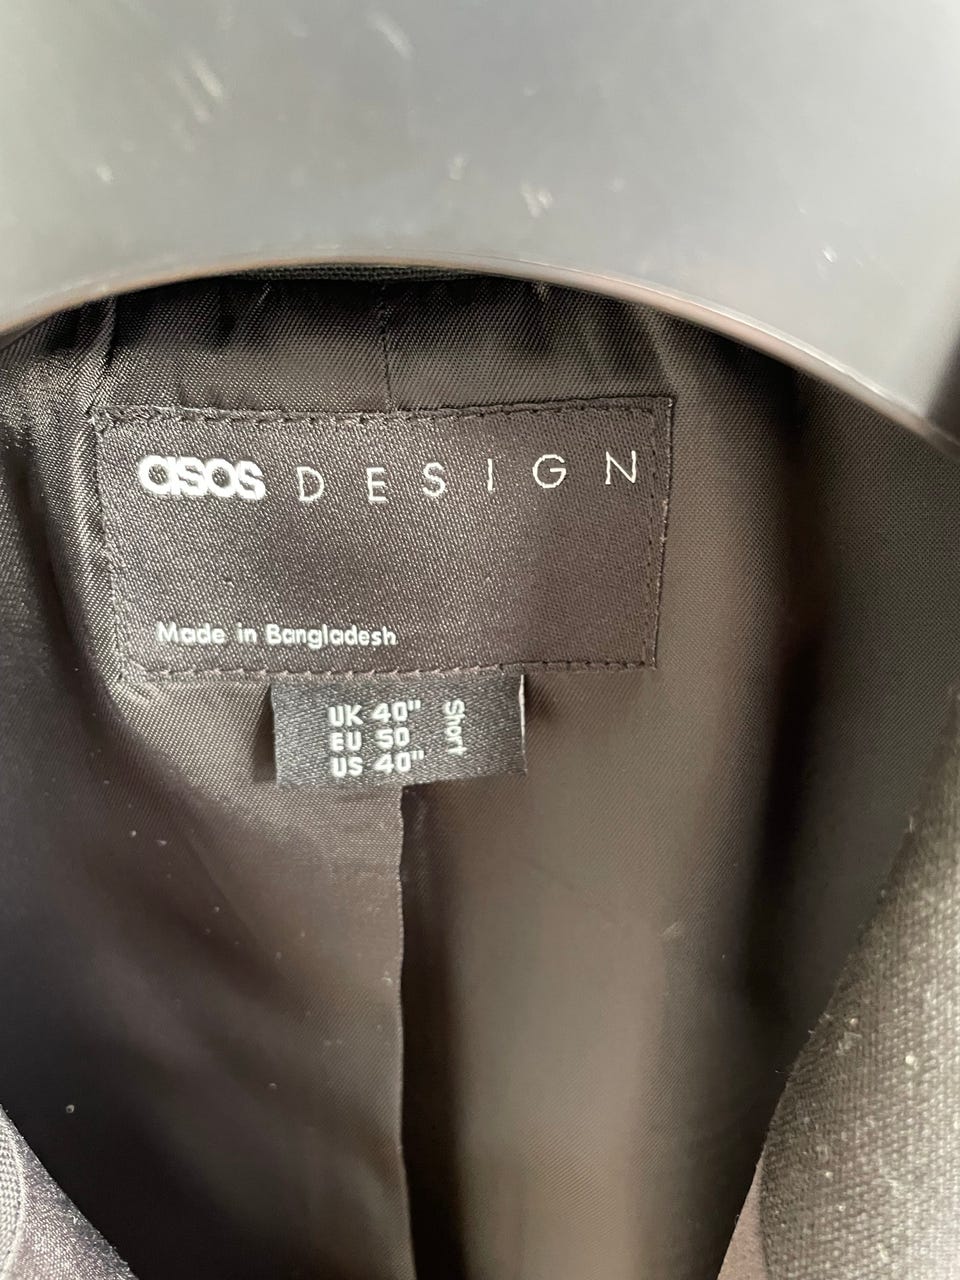 asos DESIGN
Made in Bangladesh
UK 40"
EU 50
US 40"
Short